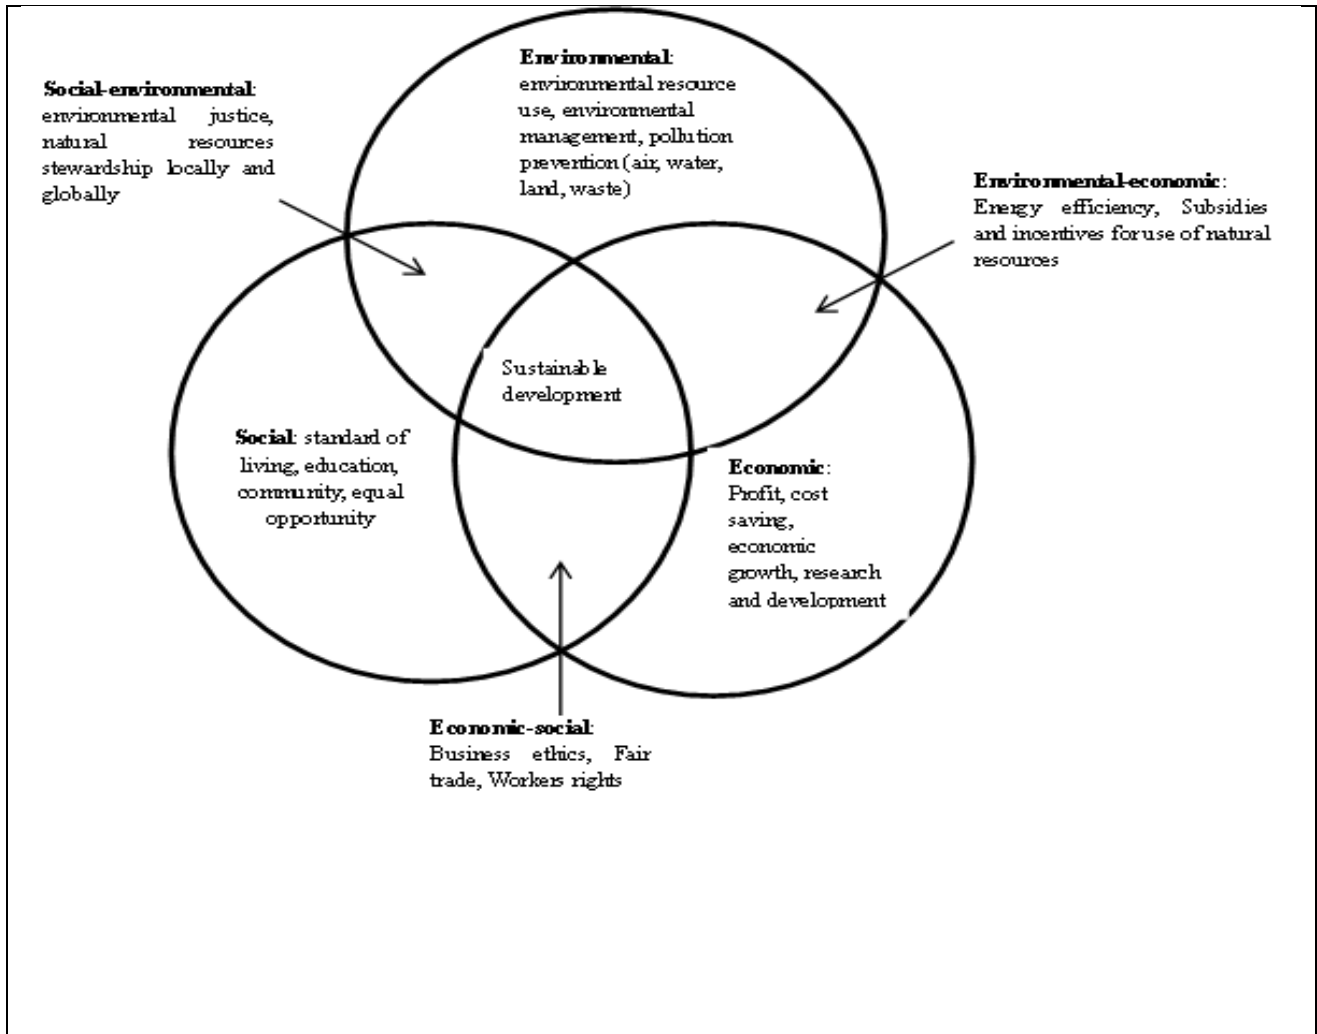 Environmental:
environmental resource
use, environmental
management, pollution
prevention (air, water,
land, waste)
Social-environmental:
environmental justice,
natural resources
stewardship locally and
globally
Environmental-economic:
Energy efficiency, Subsidies
and incentives for use of natural
resources
Sustainable
development
Social: standard of
living, education,
community, equal
opportunity
Economic:
Profit, cost
saving,
economic
growth, research
and development
Economic-social:
Business ethics, Fair
trade, Workers rights